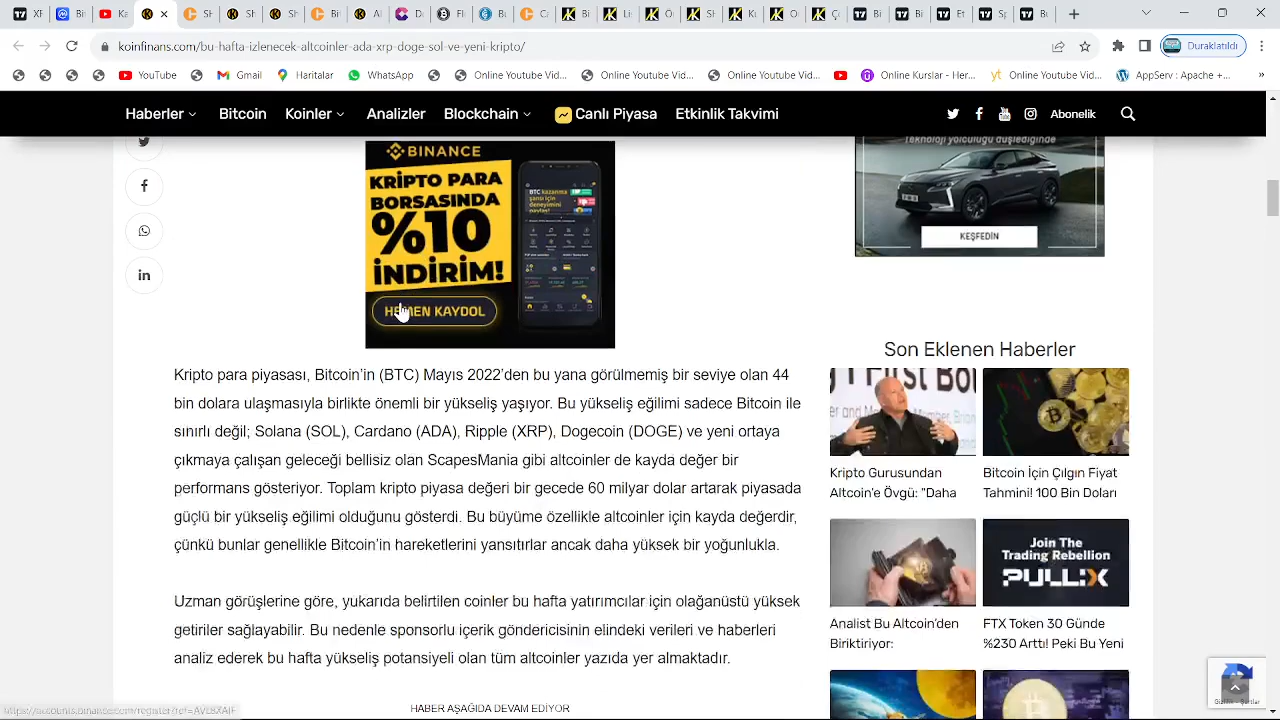 koinfinans.com/bu-hafta-izlenecek-altcoinler-ada-xrp-doge-sol-ve-yeni-kripto/
Duraklatıldı
YouTube
Gmail
Haritalar
WhatsApp
Online Youtube Vid...
Online Youtube Vid...
Online Youtube Vid...
Online Kurslar - Her...
yt Online Youtube Vid...
AppServ : Apache +...
Haberler
Bitcoin
Koinler
Analizler
Blockchain
Canlı Piyasa
Etkinlik Takvimi
Abonelik
BINANCE
KRİPTO PARA
BORSASINDA
%10
İNDİRİM!
HEMEN KAYDOL
Teknoloji yolculuğu düşlediğinde
KEŞFEDİN
Kripto para piyasası, Bitcoin'in (BTC) Mayıs 2022'den bu yana görülmemiş bir seviye olan 44
bin dolara ulaşmasıyla birlikte önemli bir yükseliş yaşıyor. Bu yükseliş eğilimi sadece Bitcoin ile
sınırlı değil; Solana (SOL), Cardano (ADA), Ripple (XRP), Dogecoin (DOGE) ve yeni ortaya
çıkmaya çalışan geleceği bellisiz olan ScapesMania gibi altcoinler de kayda değer bir
performans gösteriyor. Toplam kripto piyasa değeri bir gecede 60 milyar dolar artarak piyasada
güçlü bir yükseliş eğilimi olduğunu gösterdi. Bu büyüme özellikle altcoinler için kayda değerdir,
çünkü bunlar genellikle Bitcoin'in hareketlerini yansıtırlar ancak daha yüksek bir yoğunlukla.
Uzman görüşlerine göre, yukarıda belirtilen coinler bu hafta yatırımcılar için olağanüstü yüksek
getiriler sağlayabilir. Bu nedenle sponsorlu içerik göndericisinin elindeki verileri ve haberleri
analiz ederek bu hafta yükseliş potansiyeli olan tüm altcoinler yazıda yer almaktadır.
BER AŞAĞIDA DEVAM EDİYOR
Son Eklenen Haberler
Kripto Gurusundan
Altcoin'e Övgü: "Daha
Bitcoin İçin Çılgın Fiyat
Tahmini! 100 Bin Doları
Join The
Trading Rebellion
PULLIX
Analist Bu Altcoin'den
Biriktiriyor:
FTX Token 30 Günde
%230 Arttı! Peki Bu Yeni
Gizlilik - Şartlar